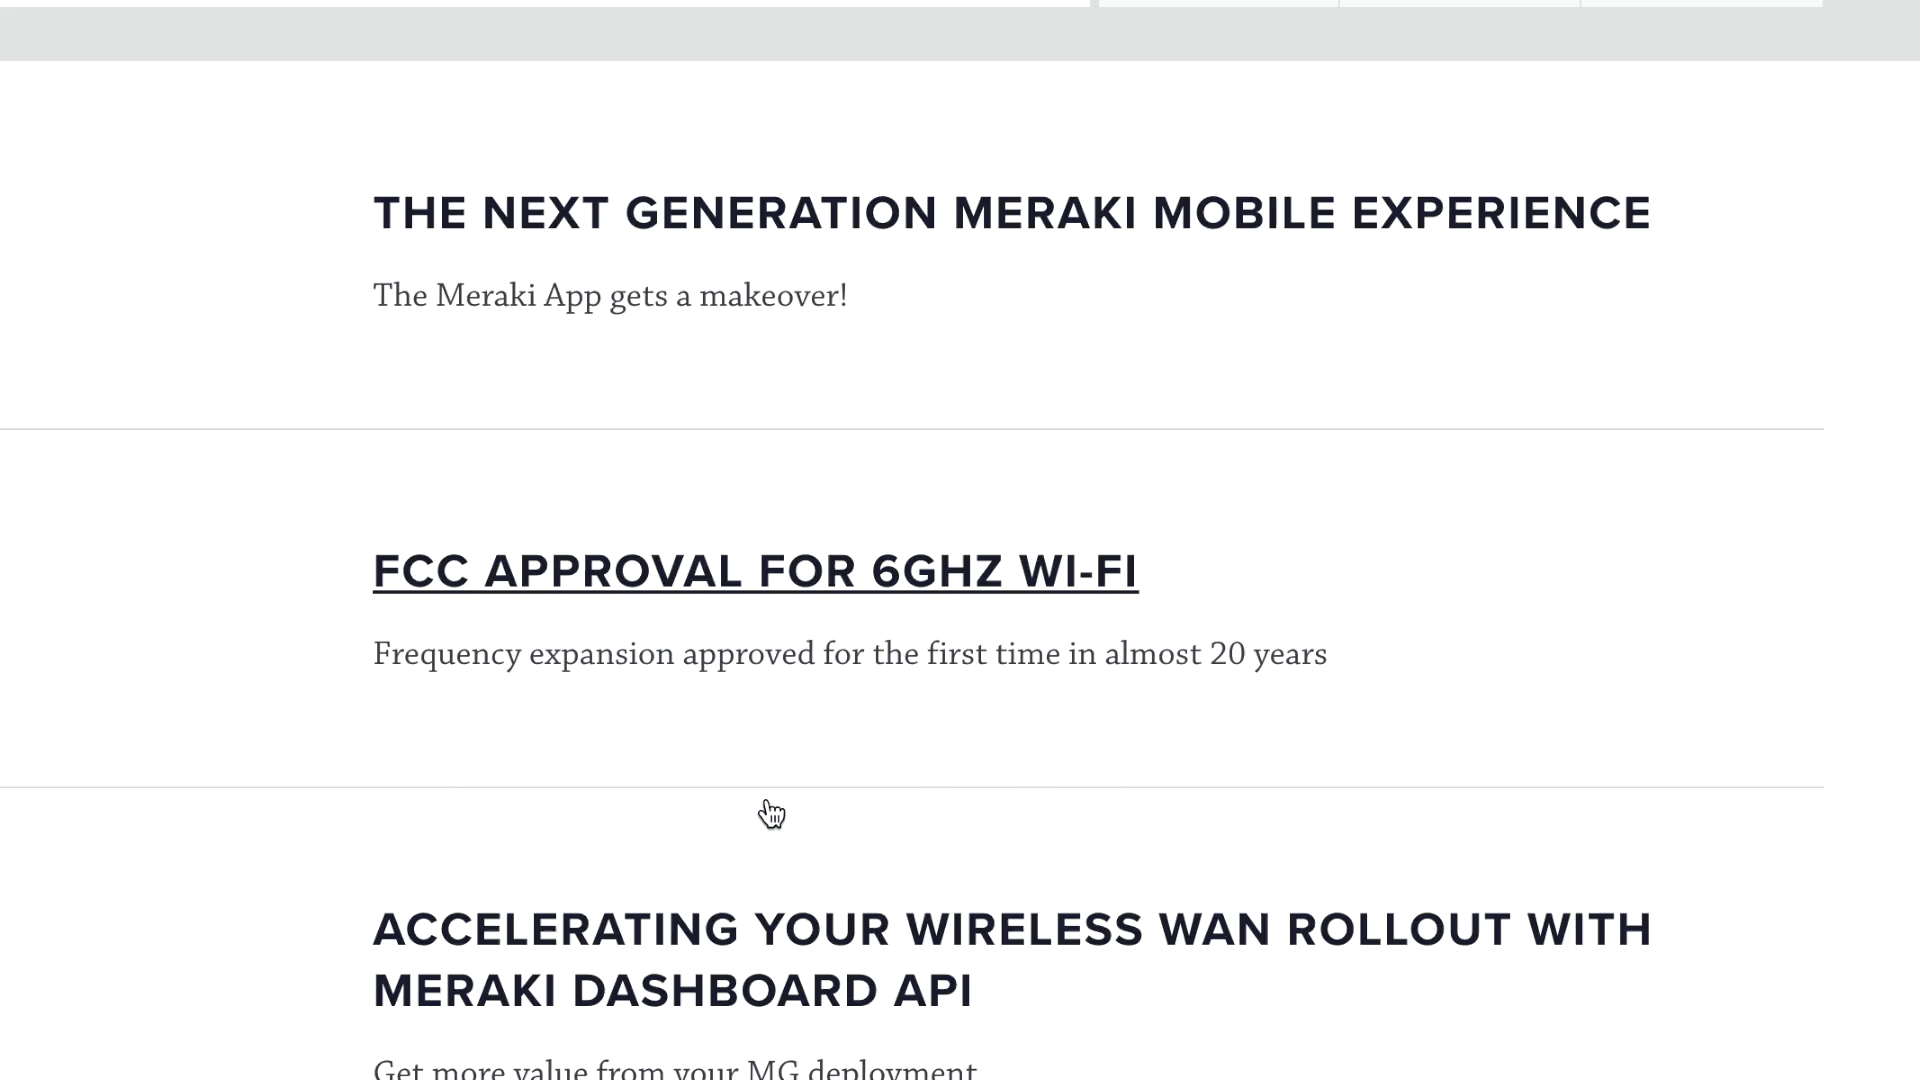 THE NEXT GENERATION MERAKI MOBILE EXPERIENCE
The Meraki App gets a makeover!
FCC APPROVAL FOR 6GHZ WI-FI
Frequency expansion approved for the first time in almost 20 years
ACCELERATING YOUR WIRELESS WAN ROLLOUT WITH
MERAKI DASHBOARD API
Get more value from your MG deployment